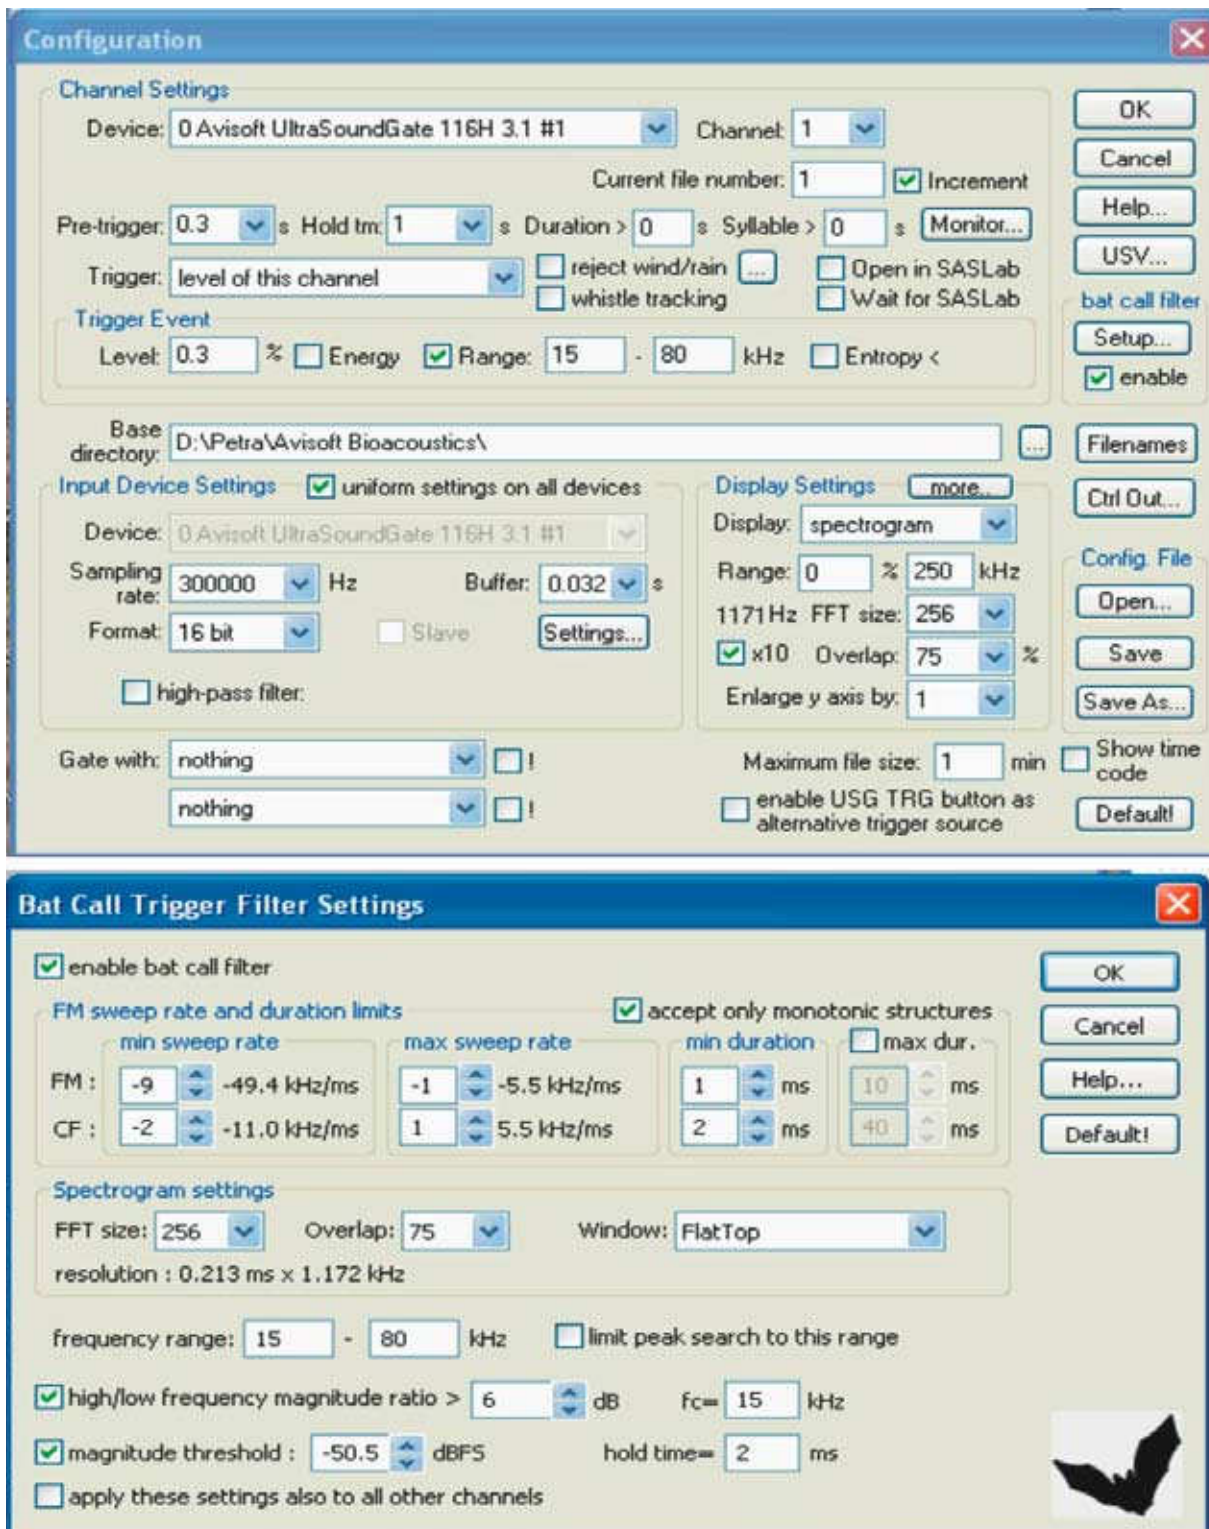 Configuration
Channel Settings
Device: 0 Avisoft UltraSoundGate 116H 3.1 #1 Channel: 1 OK
Cancel
Current file number: 1 Increment
Help...
Pre-trigger: 0.3 s Hold tm: 1 s Duration > 0 s Syllable > 0 s Monitor...
USV...
Trigger: level of this channel reject wind/rain ... Open in SASLab
whistle tracking Wait for SASLab
bat call filter
Trigger Event
Setup...
Level: 0.3 % Energy Range: 15 - 80 kHz Entropy <
enable
Base directory: D:\Petra\Avisoft Bioacoustics\ ... Filenames
Input Device Settings uniform settings on all devices Display Settings more..
Ctrl Out...
Device: 0 Avisoft UltraSoundGate 116H 3.1 #1 Display: spectrogram
Config. File
Sampling rate: 300000 Hz Buffer: 0.032 s Range: 0 % 250 kHz
Open...
Format: 16 bit Slave Settings... 1171Hz FFT size: 256
x10 Overlap: 75 % Save
high-pass filter: Enlarge y axis by: 1 Save As...
Gate with: nothing ! Maximum file size: 1 min Show time code
nothing ! enable USG TRG button as alternative trigger source Default!
Bat Call Trigger Filter Settings
enable bat call filter OK
FM sweep rate and duration limits accept only monotonic structures
Cancel
min sweep rate max sweep rate min duration max dur.
FM : -9 -49.4 kHz/ms -1 -5.5 kHz/ms 1 ms 10 ms Help...
CF : -2 -11.0 kHz/ms 1 5.5 kHz/ms 2 ms 40 ms Default!
Spectrogram settings
FFT size: 256 Overlap: 75 Window: FlatTop
resolution : 0.213 ms x 1.172 kHz
frequency range: 15 - 80 kHz limit peak search to this range
high/low frequency magnitude ratio > 6 dB fc= 15 kHz
magnitude threshold : -50.5 dBFS hold time= 2 ms
apply these settings also to all other channels